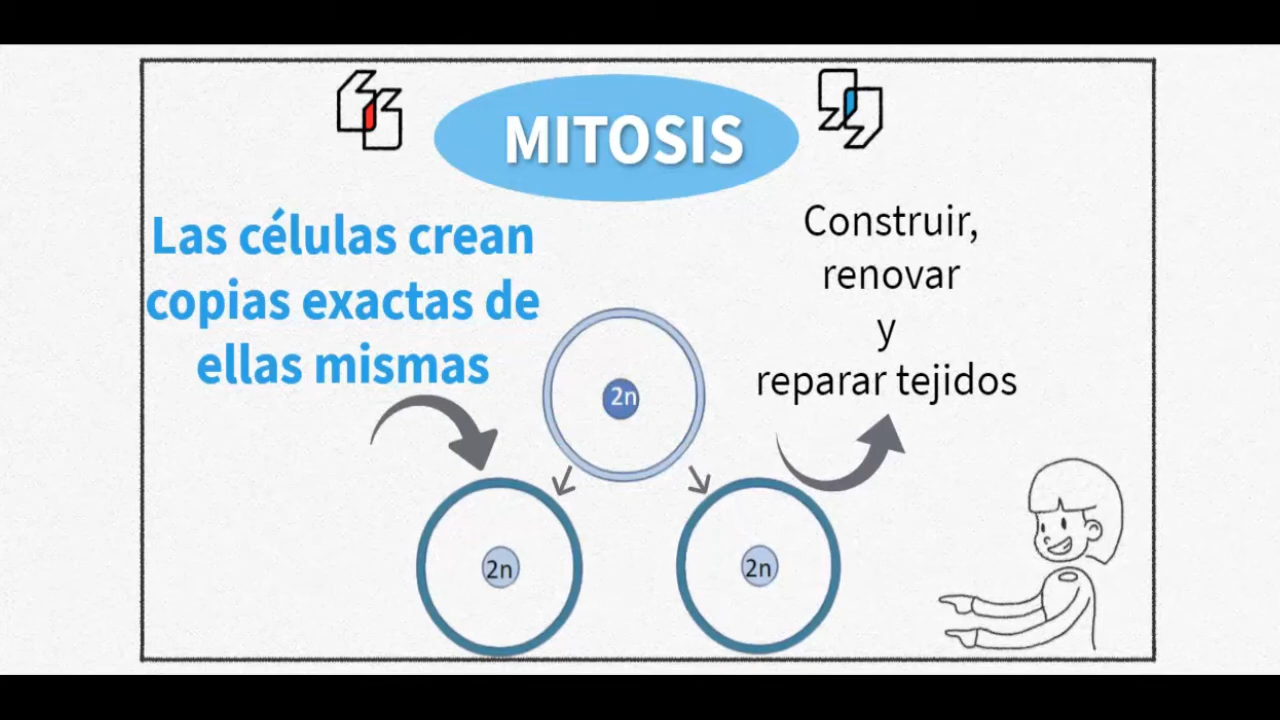 MITOSIS
Las células crean
copias exactas de
ellas mismas
Construir,
renovar
y
reparar tejidos
2n
2n
2n